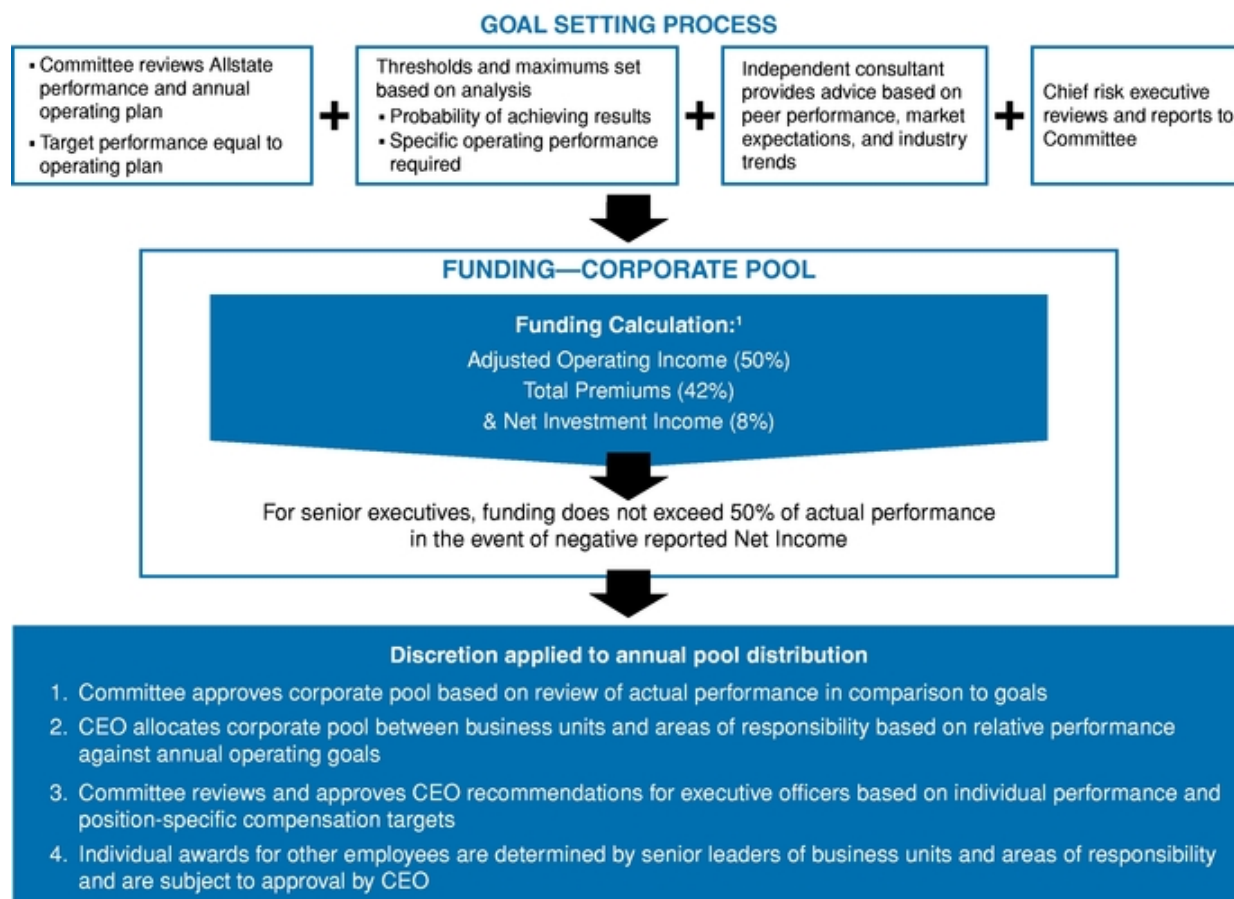 GOAL SETTING PROCESS
▪ Committee reviews Allstate
performance and annual
operating plan
▪ Target performance equal to
operating plan
+
Thresholds and maximums set
based on analysis
▪ Probability of achieving results
▪ Specific operating performance
required
+
Independent consultant
provides advice based on
peer performance, market
expectations, and industry
trends
+
Chief risk executive
reviews and reports to
Committee
FUNDING—CORPORATE POOL
Funding Calculation:¹
Adjusted Operating Income (50%)
Total Premiums (42%)
& Net Investment Income (8%)
For senior executives, funding does not exceed 50% of actual performance
in the event of negative reported Net Income
Discretion applied to annual pool distribution
1. Committee approves corporate pool based on review of actual performance in comparison to goals
2. CEO allocates corporate pool between business units and areas of responsibility based on relative performance
against annual operating goals
3. Committee reviews and approves CEO recommendations for executive officers based on individual performance and
position-specific compensation targets
4. Individual awards for other employees are determined by senior leaders of business units and areas of responsibility
and are subject to approval by CEO